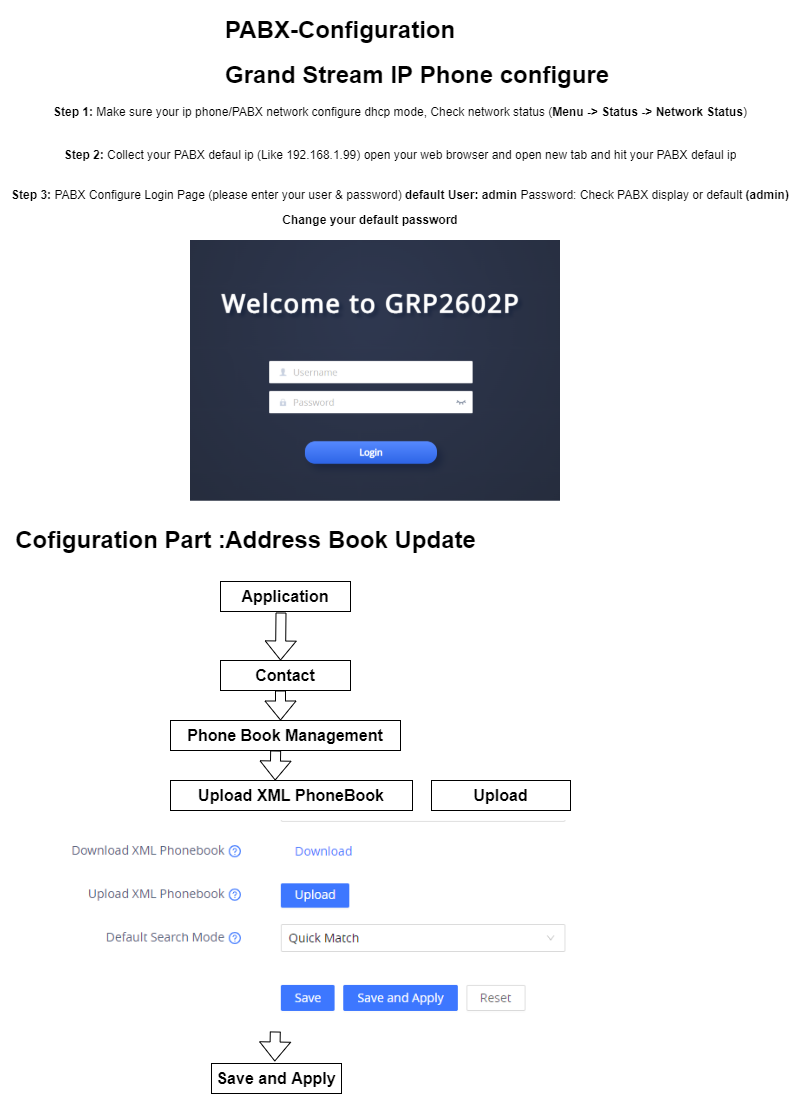 PABX-Configuration
Grand Stream IP Phone configure
Step 1: Make sure your ip phone/PABX network configure dhcp mode, Check network status (Menu -> Status -> Network Status)
Step 2: Collect your PABX defaul ip (Like 192.168.1.99) open your web browser and open new tab and hit your PABX defaul ip
Step 3: PABX Configure Login Page (please enter your user & password) default User: admin Password: Check PABX display or default (admin)
Change your default password
Welcome to GRP2602P
Username
Password
Login
Cofiguration Part :Address Book Update
Application
Contact
Phone Book Management
Upload XML PhoneBook Upload
Download XML Phonebook ? Download
Upload XML Phonebook ? Upload
Default Search Mode ? Quick Match
Save Save and Apply Reset
Save and Apply